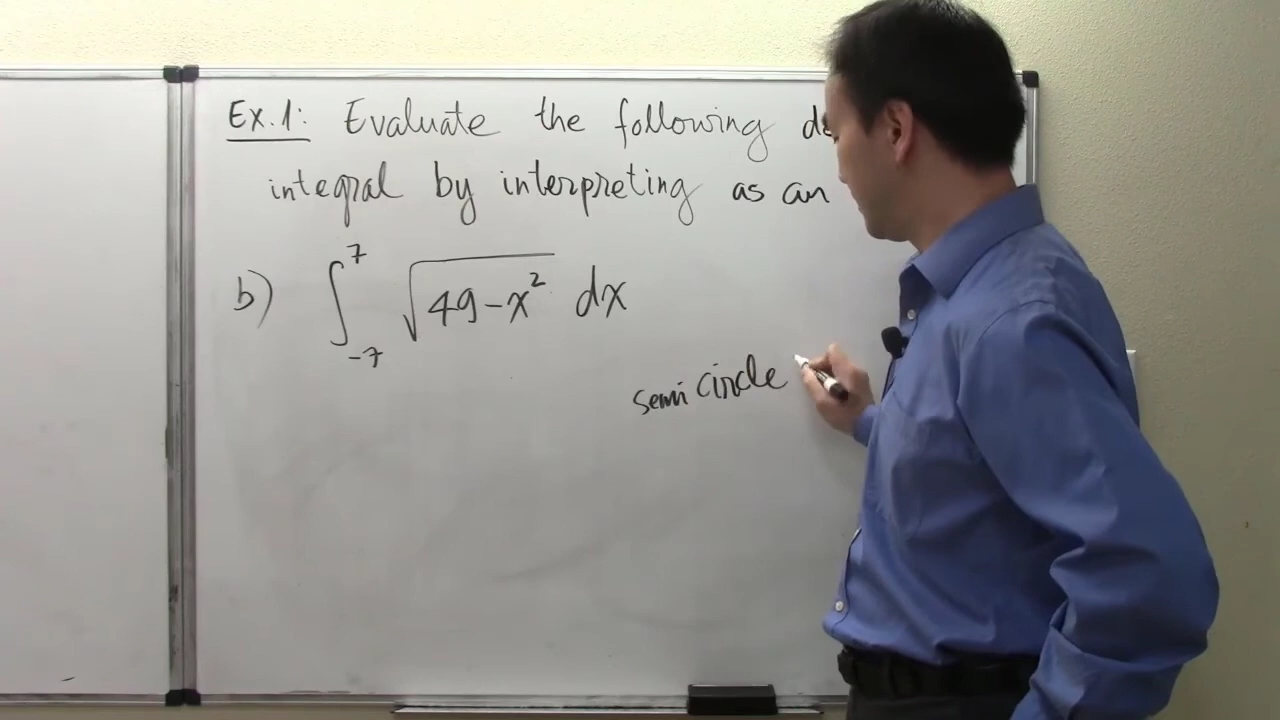 Ex. 1: Evaluate the following
integral by interpreting as an
b) ∫_{-7}^{7} √(49-x²) dx
semi circle